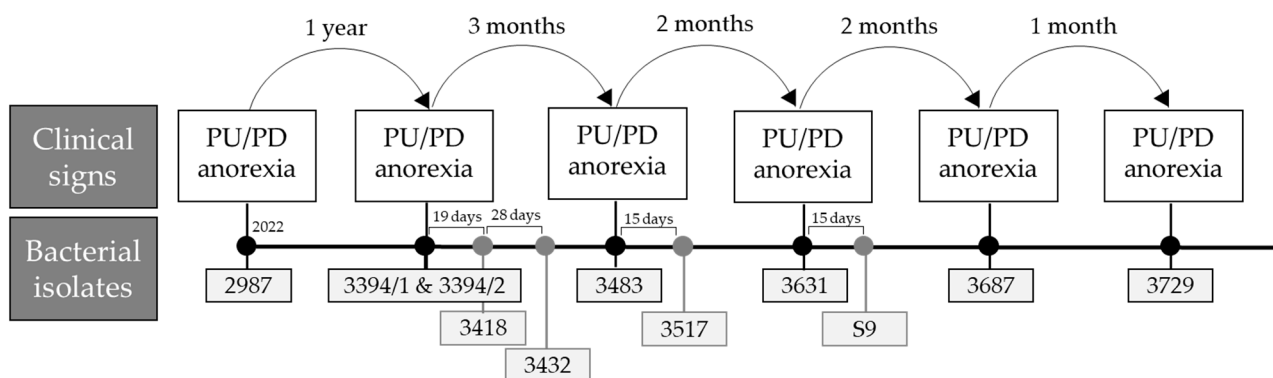 1 year
3 months
2 months
2 months
1 month
Clinical
signs
PU/PD
anorexia
PU/PD
anorexia
PU/PD
anorexia
PU/PD
anorexia
PU/PD
anorexia
PU/PD
anorexia
Bacterial
isolates
2022
19 days
28 days
15 days
15 days
2987
3394/1 & 3394/2
3483
3631
3687
3729
3418
3517
S9
3432